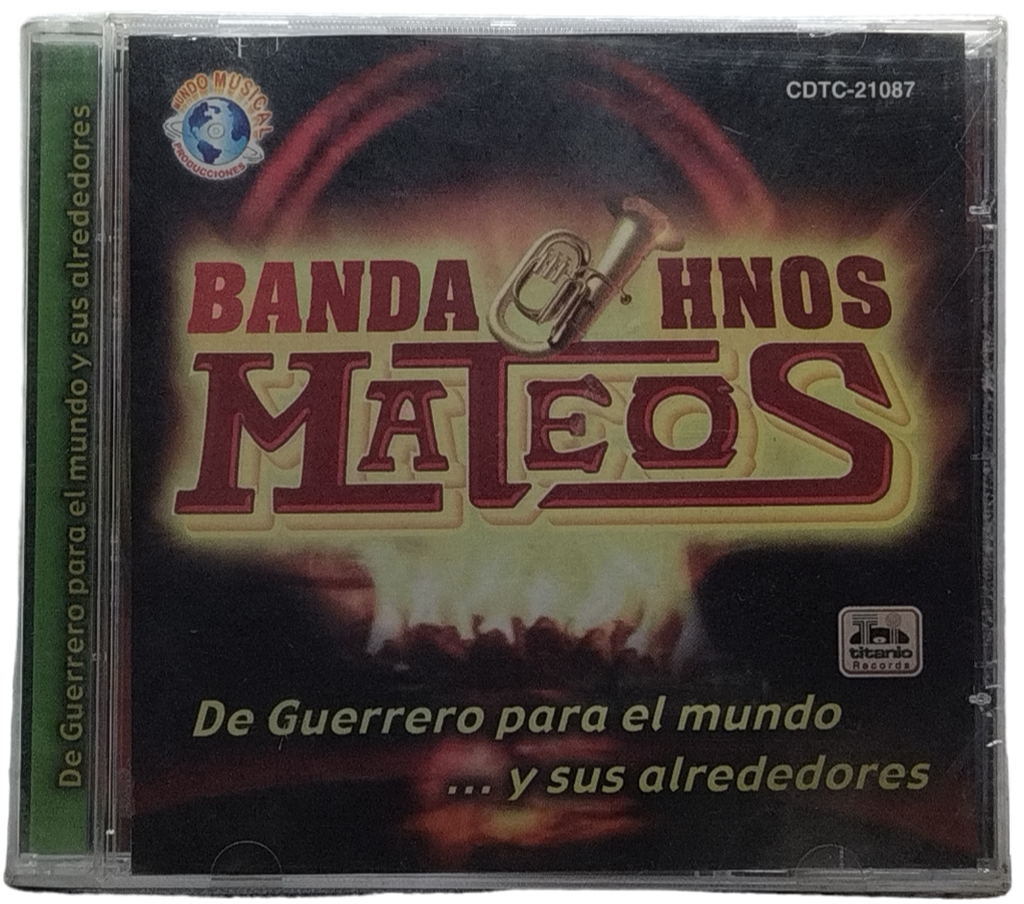 De Guerrero para el mundo y sus alrededores
MUNDO MUSICAL
PRODUCCIONES
CDTC-21087
BANDA HNOS
MATEOS
Ti
titanio
Records
De Guerrero para el mundo
... y sus alrededores